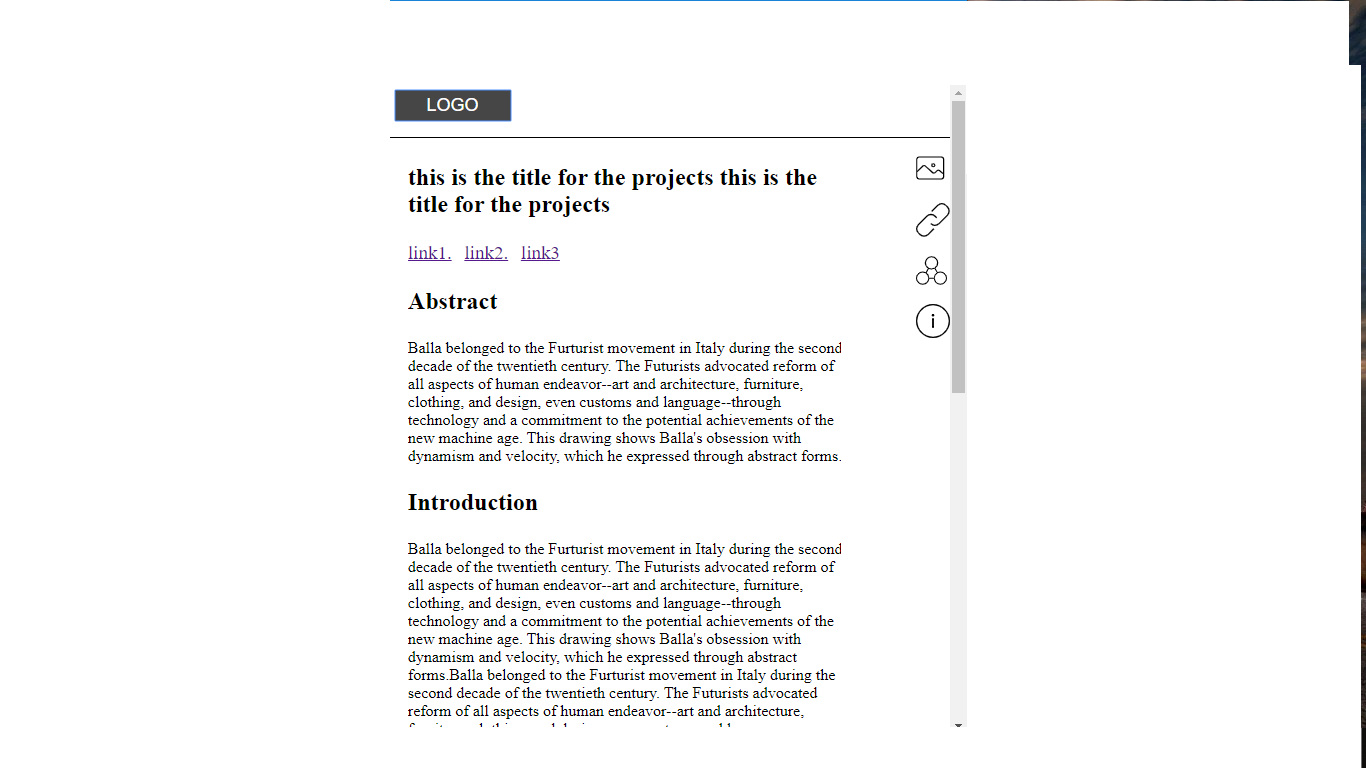 LOGO
this is the title for the projects this is the
title for the projects
link1. link2. link3
Abstract
Balla belonged to the Furturist movement in Italy during the second
decade of the twentieth century. The Futurists advocated reform of
all aspects of human endeavor--art and architecture, furniture,
clothing, and design, even customs and language--through
technology and a commitment to the potential achievements of the
new machine age. This drawing shows Balla's obsession with
dynamism and velocity, which he expressed through abstract forms.
Introduction
Balla belonged to the Furturist movement in Italy during the second
decade of the twentieth century. The Futurists advocated reform of
all aspects of human endeavor--art and architecture, furniture,
clothing, and design, even customs and language--through
technology and a commitment to the potential achievements of the
new machine age. This drawing shows Balla's obsession with
dynamism and velocity, which he expressed through abstract
forms.Balla belonged to the Furturist movement in Italy during the
second decade of the twentieth century. The Futurists advocated
reform of all aspects of human endeavor--art and architecture,